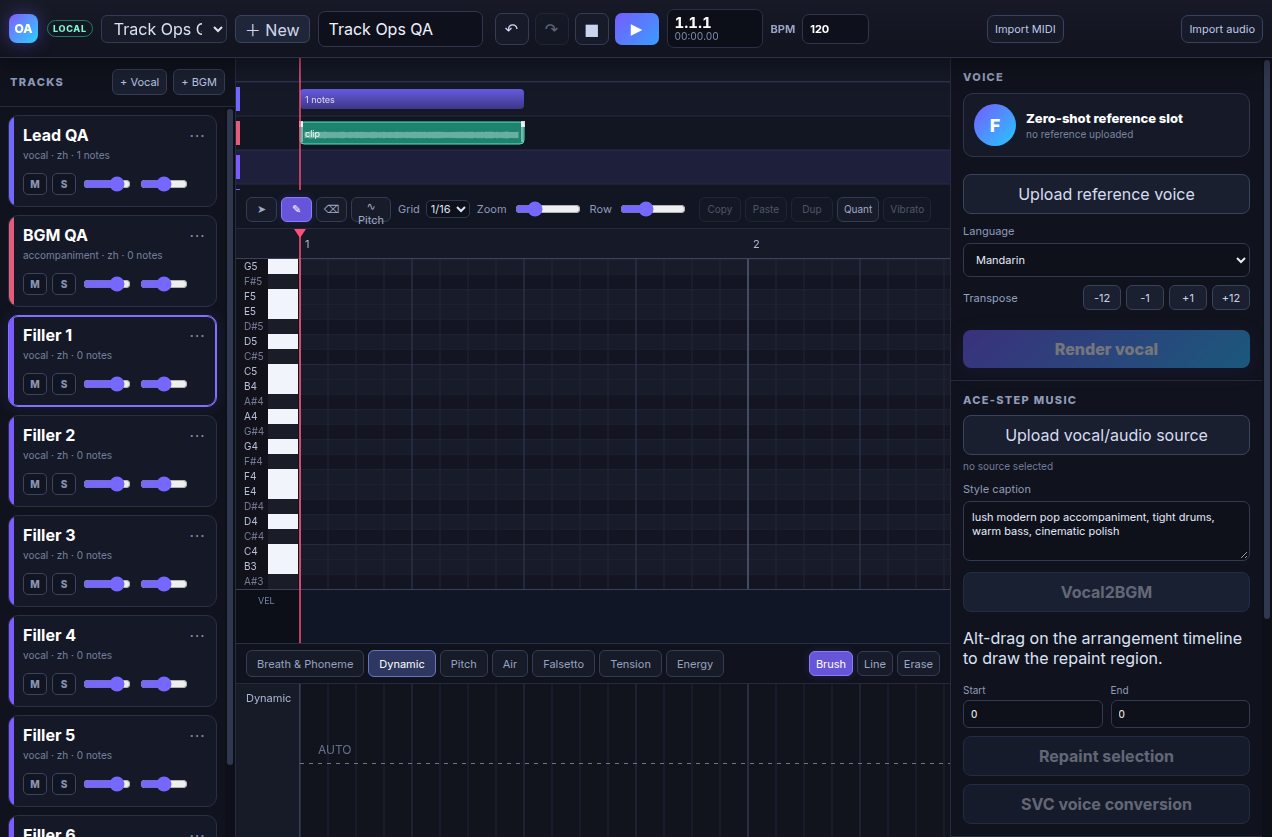 OA LOCAL Track Ops C + New Track Ops QA 1.1.1 BPM 120 Import MIDI Import audio
00:00.00
TRACKS + Vocal + BGM
Lead QA ...
vocal · zh · 1 notes
M S
BGM QA ...
accompaniment · zh · 0 notes
M S
Filler 1 ...
vocal · zh · 0 notes
M S
Filler 2 ...
vocal · zh · 0 notes
M S
Filler 3 ...
vocal · zh · 0 notes
M S
Filler 4 ...
vocal · zh · 0 notes
M S
Filler 5 ...
vocal · zh · 0 notes
M S
Filler 6
1 notes
clip
Pitch Grid 1/16 Zoom Row Copy Paste Dup Quant Vibrato
1 2
G5
F#5
F5
E5
D#5
D5
C#5
C5
B4
A#4
A4
G#4
G4
F#4
F4
E4
D#4
D4
C#4
C4
B3
A#3
VEL
Breath & Phoneme Dynamic Pitch Air Falsetto Tension Energy Brush Line Erase
Dynamic
AUTO
VOICE
F Zero-shot reference slot
no reference uploaded
Upload reference voice
Language
Mandarin
Transpose -12 -1 +1 +12
Render vocal
ACE-STEP MUSIC
Upload vocal/audio source
no source selected
Style caption
lush modern pop accompaniment, tight drums,
warm bass, cinematic polish
Vocal2BGM
Alt-drag on the arrangement timeline
to draw the repaint region.
Start End
0 0
Repaint selection
SVC voice conversion